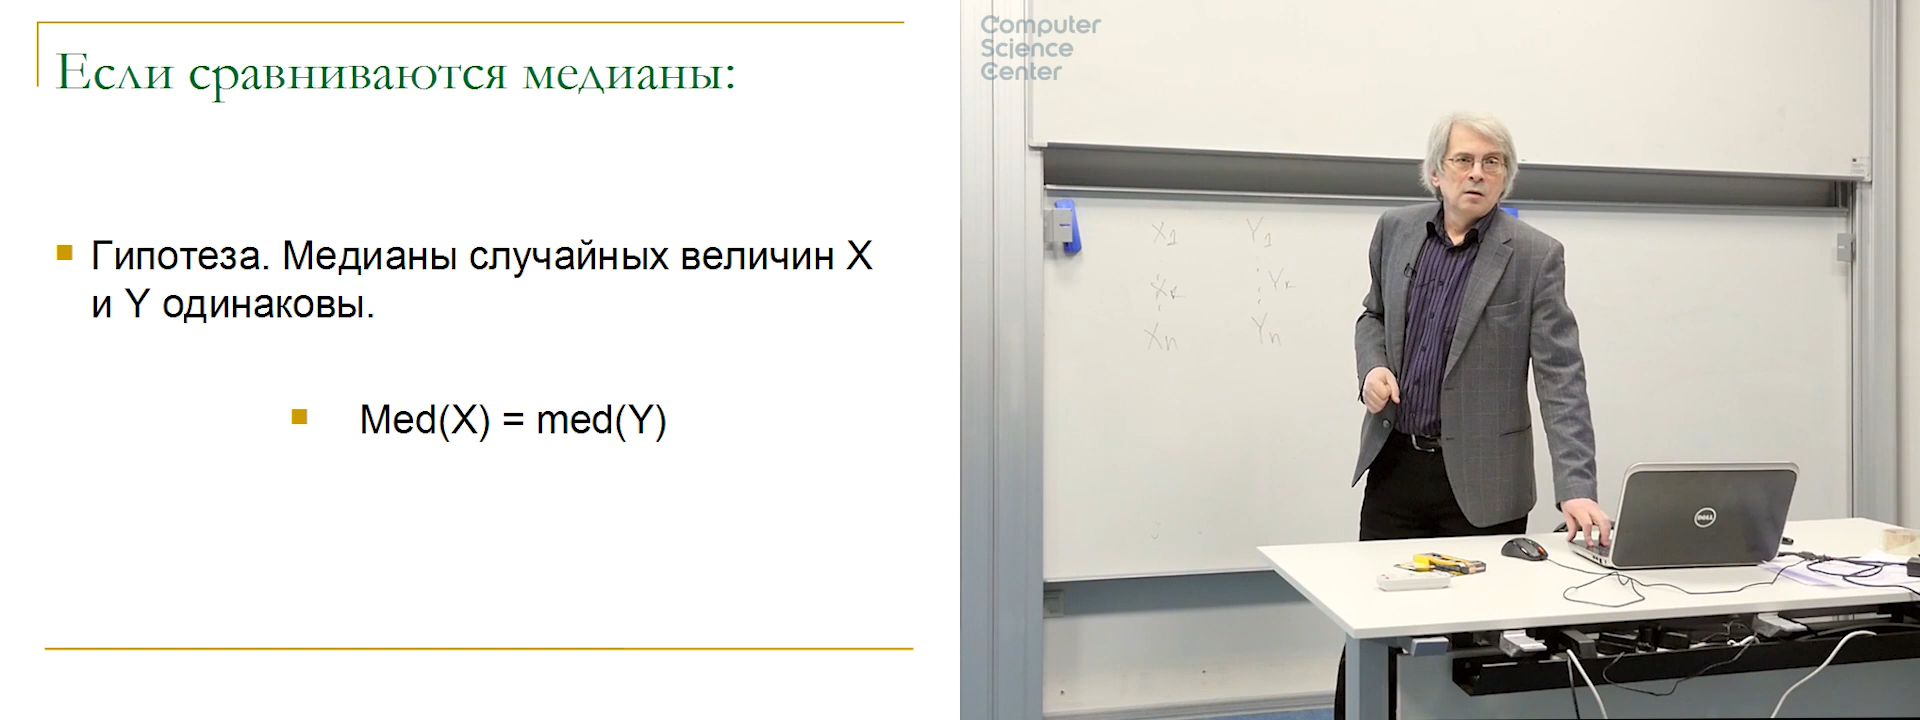 Если сравниваются медианы:
Гипотеза. Медианы случайных величин X
и Y одинаковы.
Med(X) = med(Y)
Computer
Science
Center
X1 Y1
Xk Yk
Xn Yn
DELL